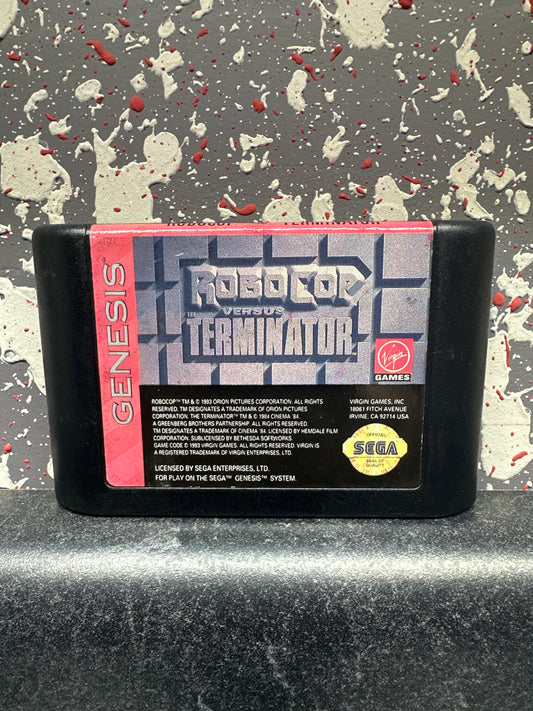 ROBOCOP TERMINATOR
GENESIS
ROBOCOP
VERSUS
THE TERMINATOR
Virgin
GAMES
ROBOCOP™ TM & © 1993 ORION PICTURES CORPORATION. ALL RIGHTS
RESERVED. TM DESIGNATES A TRADEMARK OF ORION PICTURES
CORPORATION. THE TERMINATOR ™ & © 1984 CINEMA '84.
A GREENBERG BROTHERS PARTNERSHIP. ALL RIGHTS RESERVED.
TM DESIGNATES A TRADEMARK OF CINEMA '84. LICENSED BY HEMDALE FILM
CORPORATION. SUBLICENSED BY BETHESDA SOFTWORKS.
GAME CODE © 1993 VIRGIN GAMES. ALL RIGHTS RESERVED. VIRGIN IS
A REGISTERED TRADEMARK OF VIRGIN ENTERPRISES, LTD.
LICENSED BY SEGA ENTERPRISES, LTD.
FOR PLAY ON THE SEGA™ GENESIS™ SYSTEM.
VIRGIN GAMES, INC
18061 FITCH AVENUE
IRVINE, CA 92714 USA
OFFICIAL
SEGA
SEAL OF
QUALITY